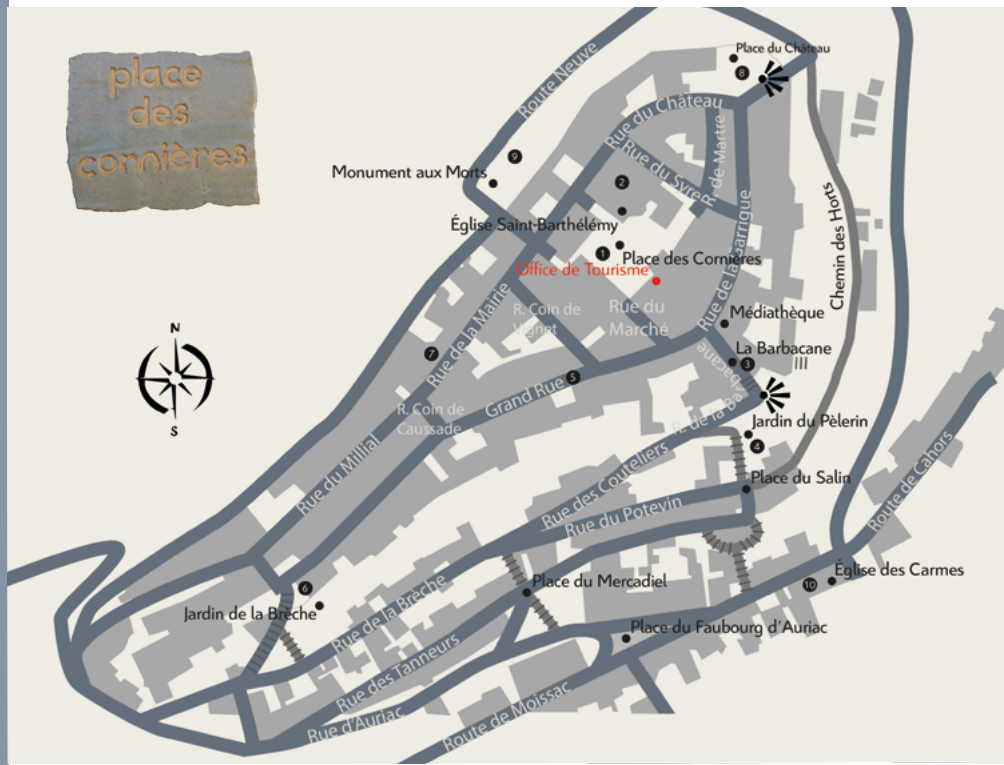 place
des
cornières
Place du Château
8
Route Neuve
Rue du Château
R. de Martre
Rue du Syre
9
Monument aux Morts
2
Église Saint-Barthélémy
Rue de la Garrigue
Chemin des Horts
1
Place des Cornières
Office de Tourisme
R. Coin de
Vignet
Rue du
Marché
Médiathèque
N
S
7
Rue de la Mairie
La Barbacane
3
5
Grand Rue
R. Coin de
Caussade
R. de la Barbacane
Jardin du Pèlerin
4
Rue du Millial
Rue des Couteliers
Place du Salin
Rue du Potevin
Route de Cahors
6
Jardin de la Brèche
Rue de la Brèche
Place du Mercadiel
Église des Carmes
10
Place du Faubourg d'Auriac
Rue des Tanneurs
Rue d'Auriac
Route de Moissac